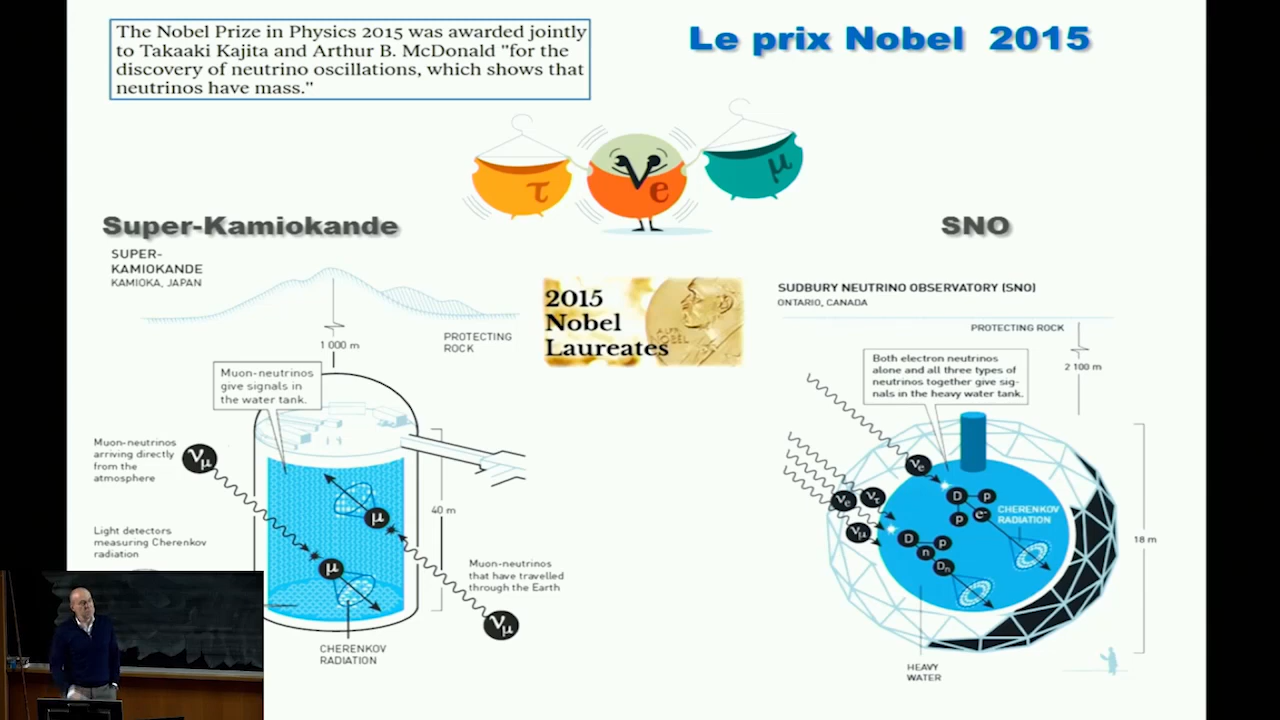 The Nobel Prize in Physics 2015 was awarded jointly
to Takaaki Kajita and Arthur B. McDonald "for the
discovery of neutrino oscillations, which shows that
neutrinos have mass."
Le prix Nobel 2015
τ
ν
e
μ
Super-Kamiokande
SUPER-
KAMIOKANDE
KAMIOKA, JAPAN
1 000 m
PROTECTING
ROCK
Muon-neutrinos
give signals in
the water tank.
Muon-neutrinos
arriving directly
from the
atmosphere
νμ
μ
40 m
Light detectors
measuring Cherenkov
radiation
μ
Muon-neutrinos
that have travelled
through the Earth
νμ
CHERENKOV
RADIATION
2015
Nobel
Laureates
SNO
SUDBURY NEUTRINO OBSERVATORY (SNO)
ONTARIO, CANADA
PROTECTING ROCK
2 100 m
Both electron neutrinos
alone and all three types of
neutrinos together give sig-
nals in the heavy water tank.
νe
νe
ντ
νμ
D
p
p
e-
CHERENKOV
RADIATION
D
p
n
Dn
18 m
HEAVY
WATER